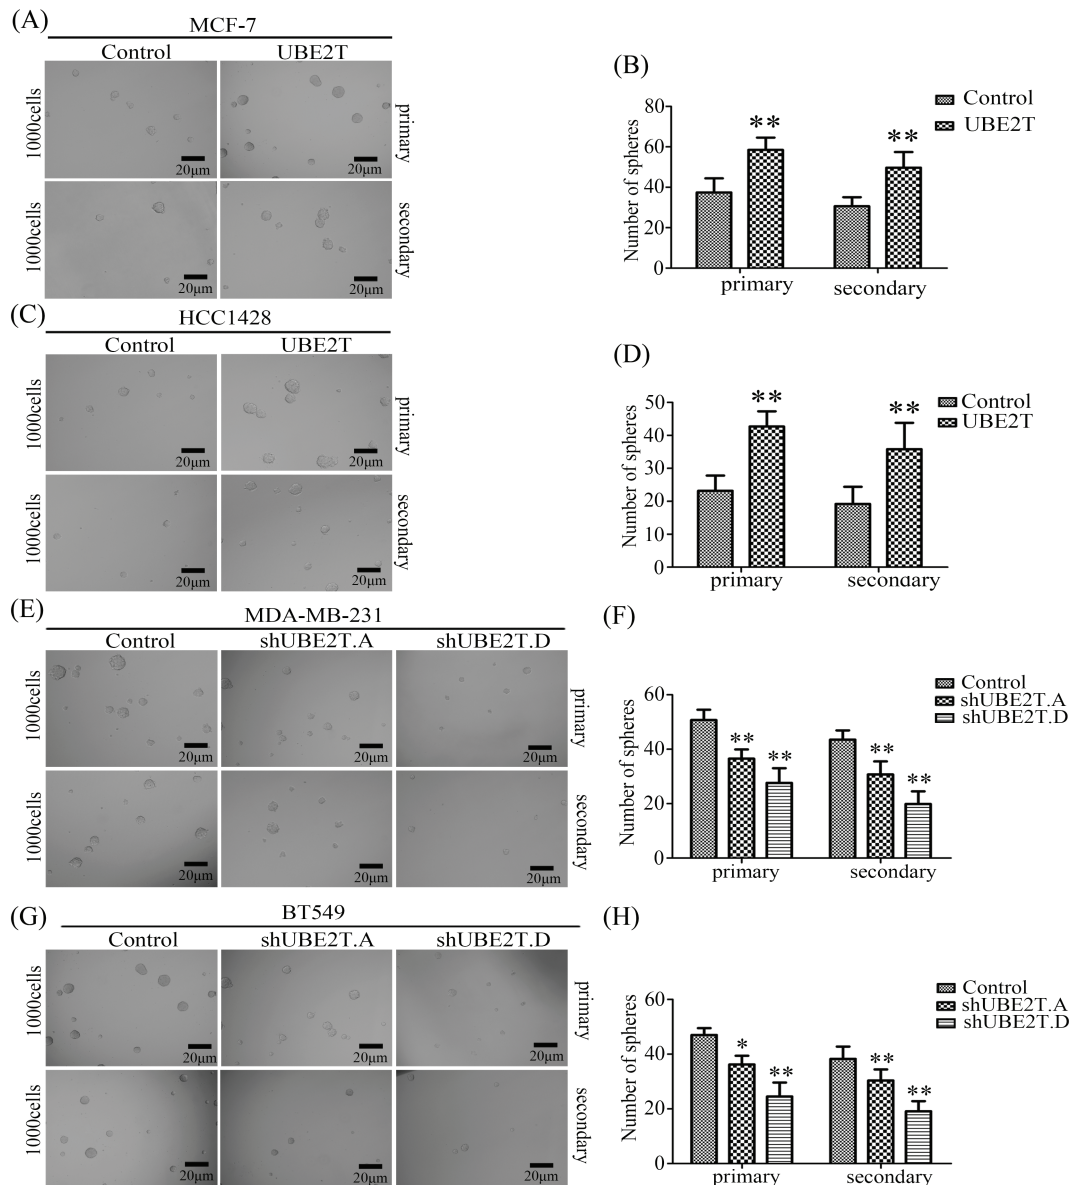 (A)
MCF-7
Control UBE2T
1000cells
20μm 20μm
primary
1000cells
20μm 20μm
secondary
(B)
Number of spheres
80
60
40
20
0
** **
primary secondary
Control
UBE2T
(C)
HCC1428
Control UBE2T
1000cells
20μm 20μm
primary
1000cells
20μm 20μm
secondary
(D)
Number of spheres
50
40
30
20
10
0
** **
primary secondary
Control
UBE2T
(E)
MDA-MB-231
Control shUBE2T.A shUBE2T.D
1000cells
20μm 20μm 20μm
primary
1000cells
20μm 20μm 20μm
secondary
(F)
Number of spheres
60
40
20
0
** ** ** **
primary secondary
Control
shUBE2T.A
shUBE2T.D
(G)
BT549
Control shUBE2T.A shUBE2T.D
1000cells
20μm 20μm 20μm
primary
1000cells
20μm 20μm 20μm
secondary
(H)
Number of spheres
60
40
20
0
* ** ** **
primary secondary
Control
shUBE2T.A
shUBE2T.D